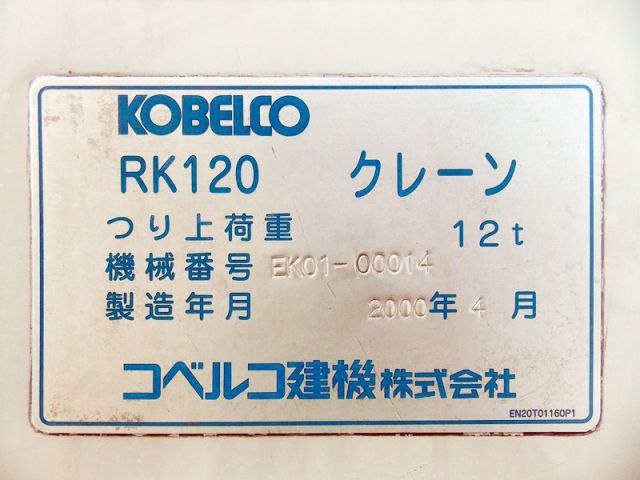 KOBELCO
RK120 クレーン
つり上荷重 12t
機械番号 EK01-00014
製造年月 2000年4月
コベルコ建機株式会社
EN20T01160P1